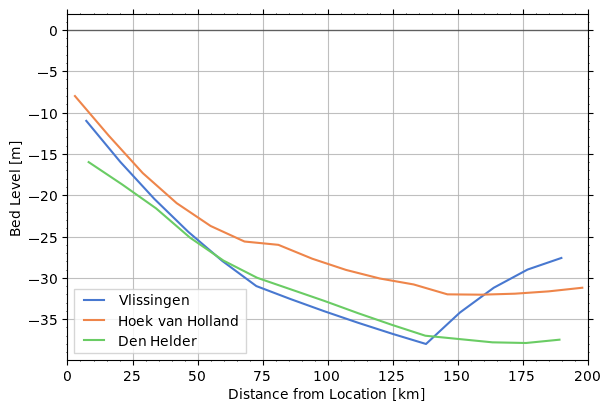 0
−5
−10
−15
−20
−25
−30
−35
Bed Level [m]
Vlissingen
Hoek van Holland
Den Helder
0 25 50 75 100 125 150 175 200
Distance from Location [km]